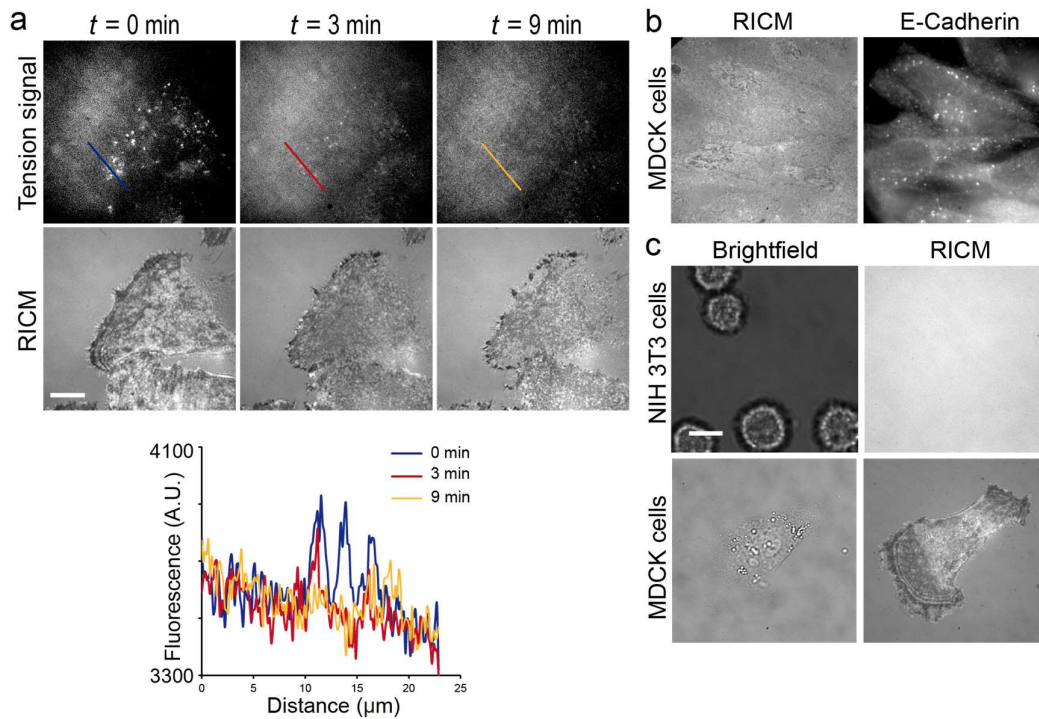 a
t = 0 min
t = 3 min
t = 9 min
Tension signal
RICM
4100
3300
Fluorescence (A.U.)
0 min
3 min
9 min
0
5
10
15
20
25
Distance (µm)
b
RICM
E-Cadherin
MDCK cells
c
Brightfield
RICM
NIH 3T3 cells
MDCK cells